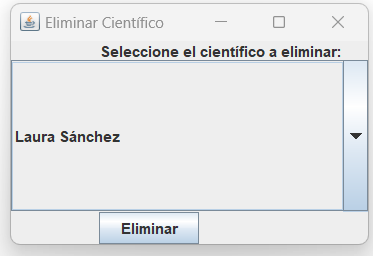 Eliminar Científico
Seleccione el científico a eliminar:
Laura Sánchez
Eliminar